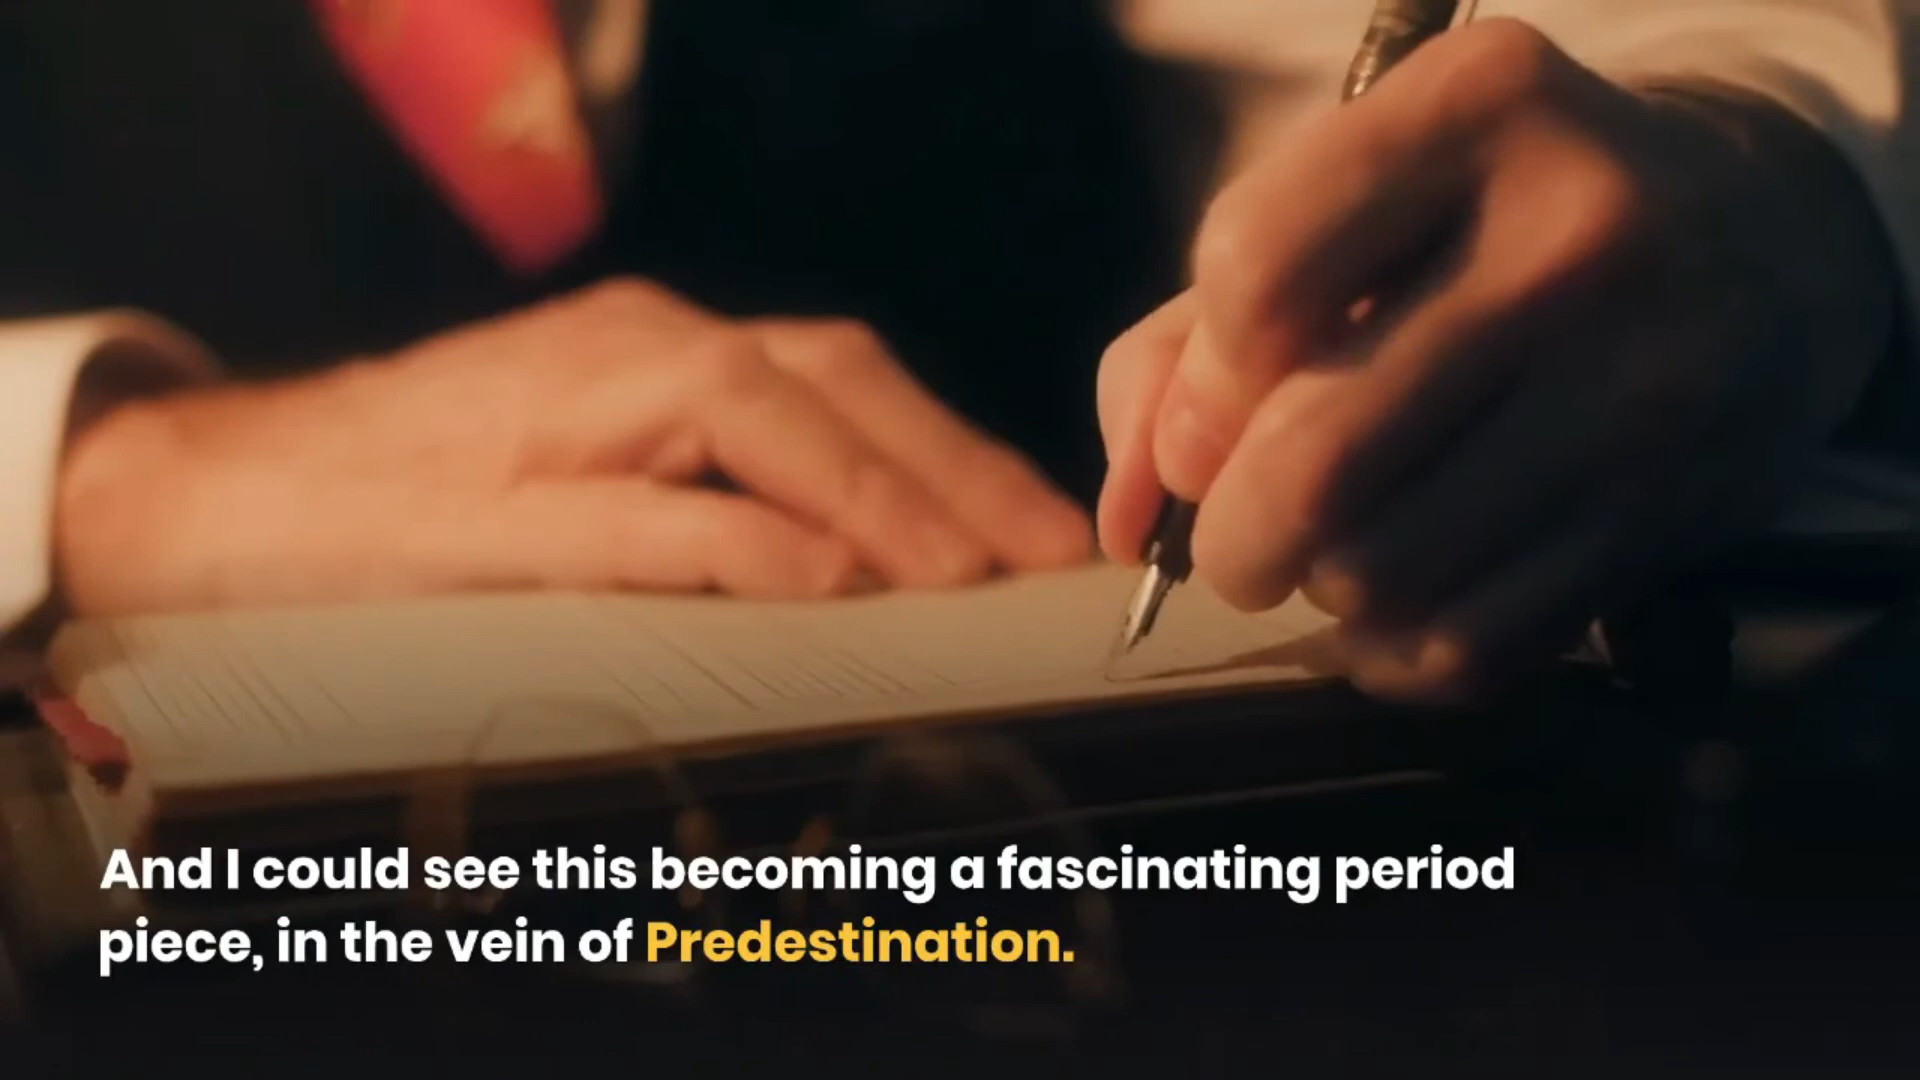 And I could see this becoming a fascinating period
piece, in the vein of Predestination.